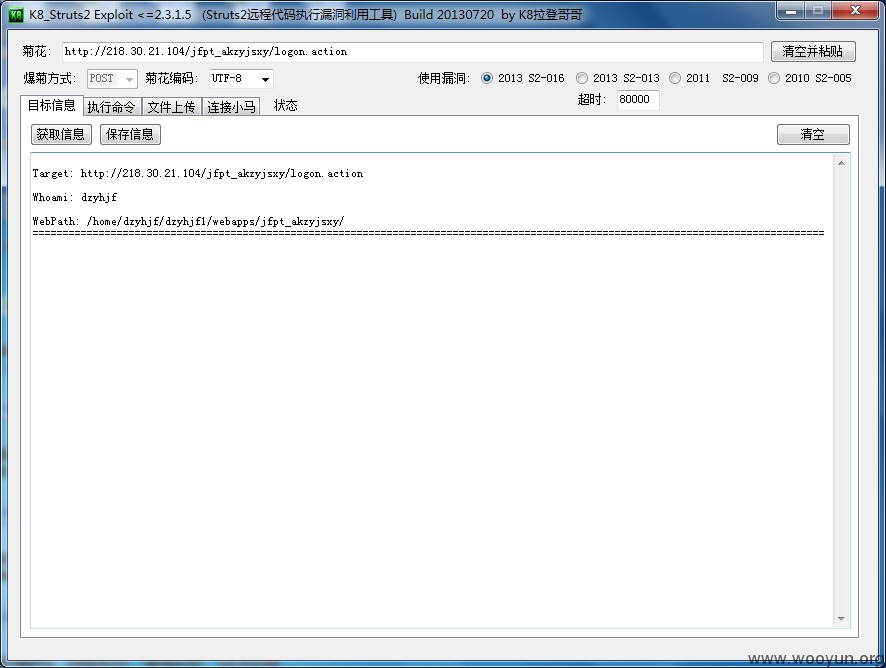 K8_Struts2 Exploit <=2.3.1.5 (Struts2远程代码执行漏洞利用工具) Build 20130720 by K8拉登哥哥
菊花: http://218.30.21.104/jfpt_akzyjsxy/logon.action 清空并粘贴
爆菊方式: POST 菊花编码: UTF-8 使用漏洞: 2013 S2-016 2013 S2-013 2011 S2-009 2010 S2-005
超时: 80000
目标信息 执行命令 文件上传 连接小马 状态
获取信息 保存信息 清空
Target: http://218.30.21.104/jfpt_akzyjsxy/logon.action
Whoami: dzyhjf
WebPath: /home/dzyhjf/dzyhjf1/webapps/jfpt_akzyjsxy/
www.wooyun.org